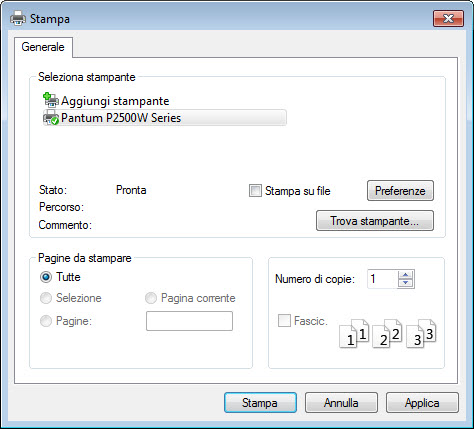 Stampa
Generale
Seleziona stampante
Aggiungi stampante
Pantum P2500W Series
Stato: Pronta
Stampa su file
Preferenze
Percorso:
Commento:
Trova stampante...
Pagine da stampare
Tutte
Selezione
Pagina corrente
Pagine:
Numero di copie: 1
Fascic.
1 1 2 2 3 3
Stampa
Annulla
Applica